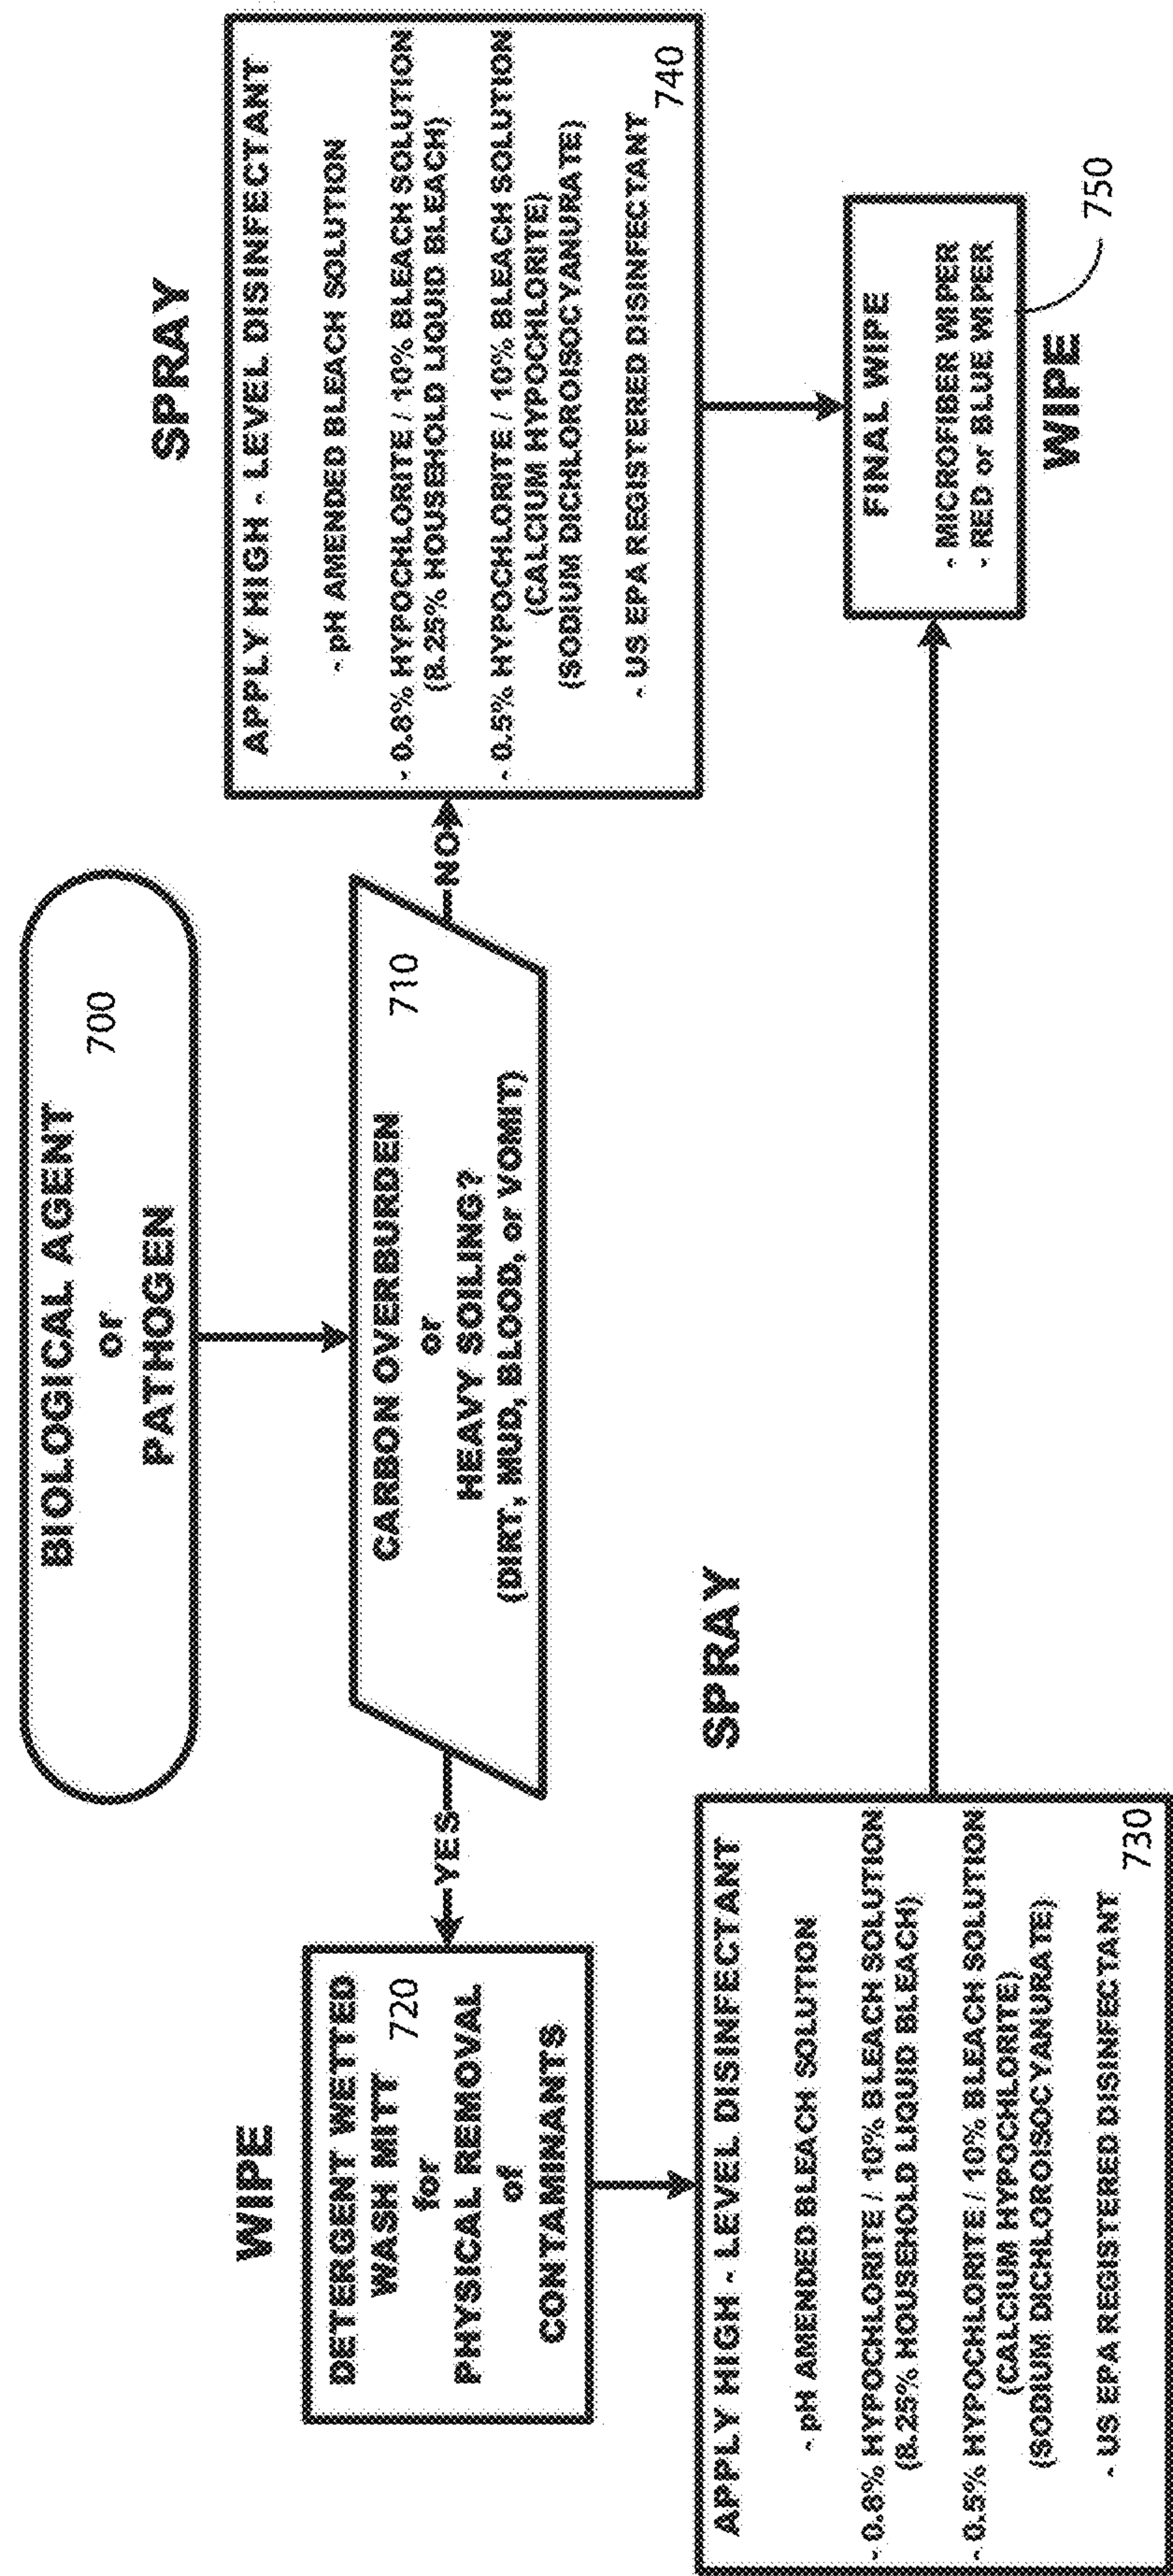 BIOLOGICAL AGENT
or
PATHOGEN
700
CARBON OVERBURDEN
or
HEAVY SOILING?
(DIRT, MUD, BLOOD, or VOMIT)
710
YES
NO
WIPE
DETERGENT WETTED
WASH MITT
for
PHYSICAL REMOVAL
of
CONTAMINANTS
720
SPRAY
APPLY HIGH - LEVEL DISINFECTANT
- pH AMENDED BLEACH SOLUTION
- 0.8% HYPOCHLORITE / 10% BLEACH SOLUTION
(8.25% HOUSEHOLD LIQUID BLEACH)
- 0.5% HYPOCHLORITE / 10% BLEACH SOLUTION
(CALCIUM HYPOCHLORITE)
(SODIUM DICHLOROISOCYANURATE)
- US EPA REGISTERED DISINFECTANT
730
SPRAY
APPLY HIGH - LEVEL DISINFECTANT
- pH AMENDED BLEACH SOLUTION
- 0.8% HYPOCHLORITE / 10% BLEACH SOLUTION
(8.25% HOUSEHOLD LIQUID BLEACH)
- 0.5% HYPOCHLORITE / 10% BLEACH SOLUTION
(CALCIUM HYPOCHLORITE)
(SODIUM DICHLOROISOCYANURATE)
- US EPA REGISTERED DISINFECTANT
740
FINAL WIPE
- MICROFIBER WIPER
- RED or BLUE WIPER
WIPE
750